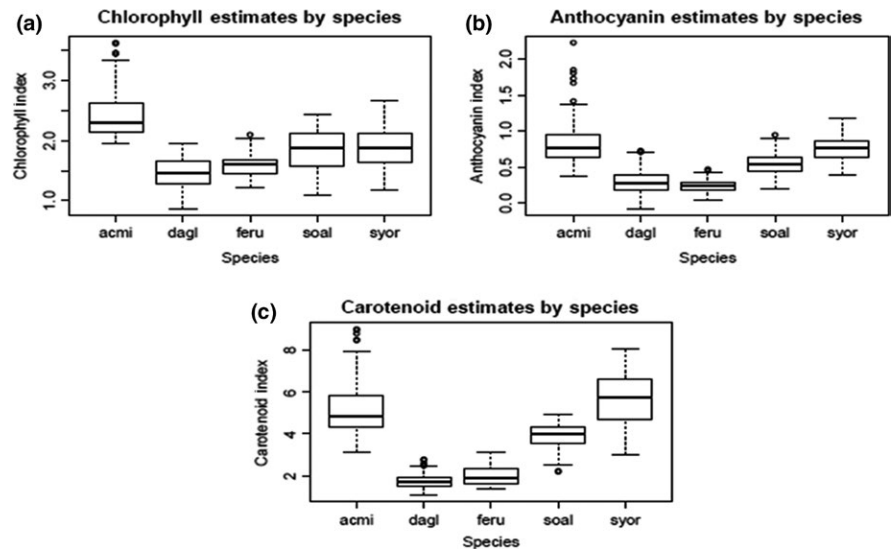 (a)
Chlorophyll estimates by species
Chlorophyll index
3.0
2.0
1.0
acmi dagl feru soal syor
Species
(b)
Anthocyanin estimates by species
Anthocyanin index
2.0
1.5
1.0
0.5
0.0
acmi dagl feru soal syor
Species
(c)
Carotenoid estimates by species
Carotenoid index
8
6
4
2
acmi dagl feru soal syor
Species